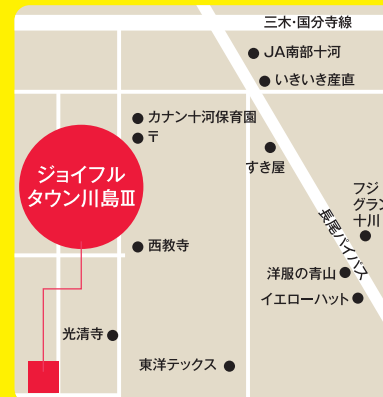 三木・国分寺線
JA南部十河
いきいき産直
カナン十河保育園
〒
すき屋
ジョイフル
タウン川島Ⅲ
フジ
グラン
十川
長尾バイパス
西教寺
洋服の青山
イエローハット
光清寺
東洋テックス